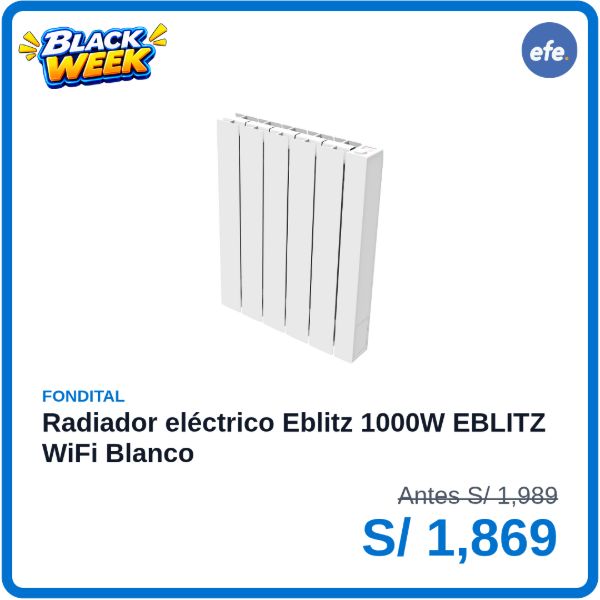 BLACK
WEEK
efe.
FONDITAL
Radiador eléctrico Eblitz 1000W EBLITZ
WiFi Blanco
Antes S/ 1,989
S/ 1,869